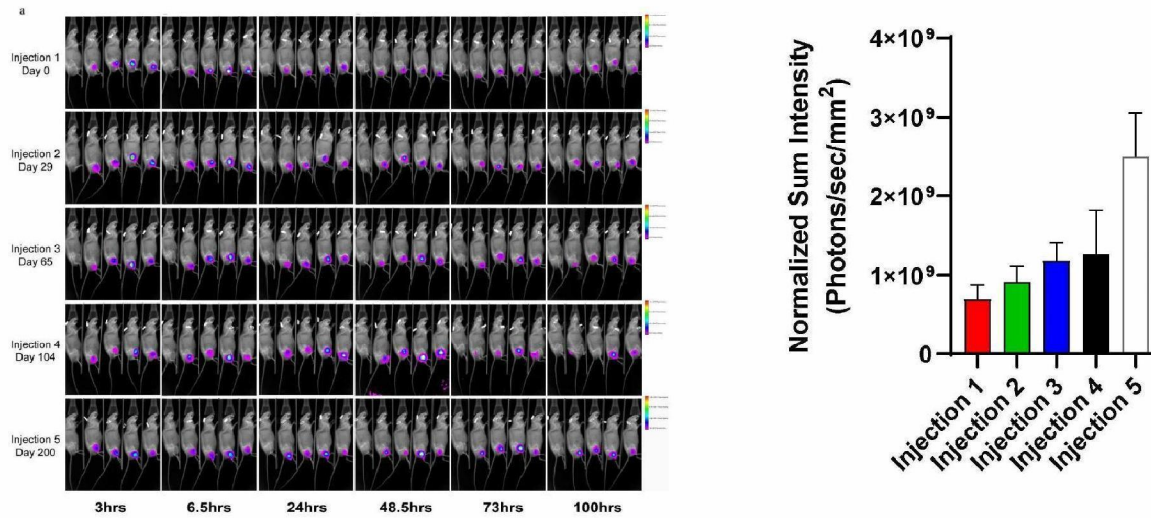 a
Injection 1
Day 0
Injection 2
Day 29
Injection 3
Day 65
Injection 4
Day 104
Injection 5
Day 200
3hrs 6.5hrs 24hrs 48.5hrs 73hrs 100hrs
Normalized Sum Intensity
(Photons/sec/mm²)
4×10⁹
3×10⁹
2×10⁹
1×10⁹
0
Injection 1
Injection 2
Injection 3
Injection 4
Injection 5